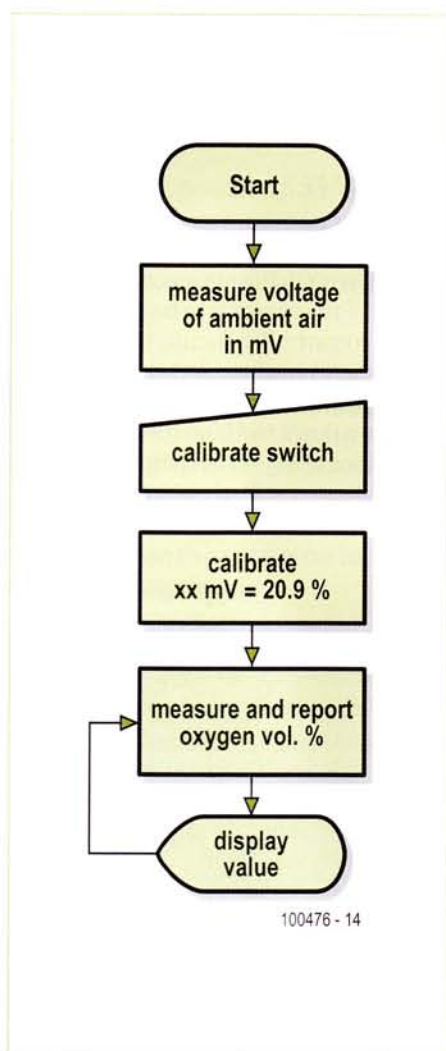 Start
measure voltage
of ambient air
in mV
calibrate switch
calibrate
xx mV = 20.9 %
measure and report
oxygen vol. %
display
value
100476 - 14